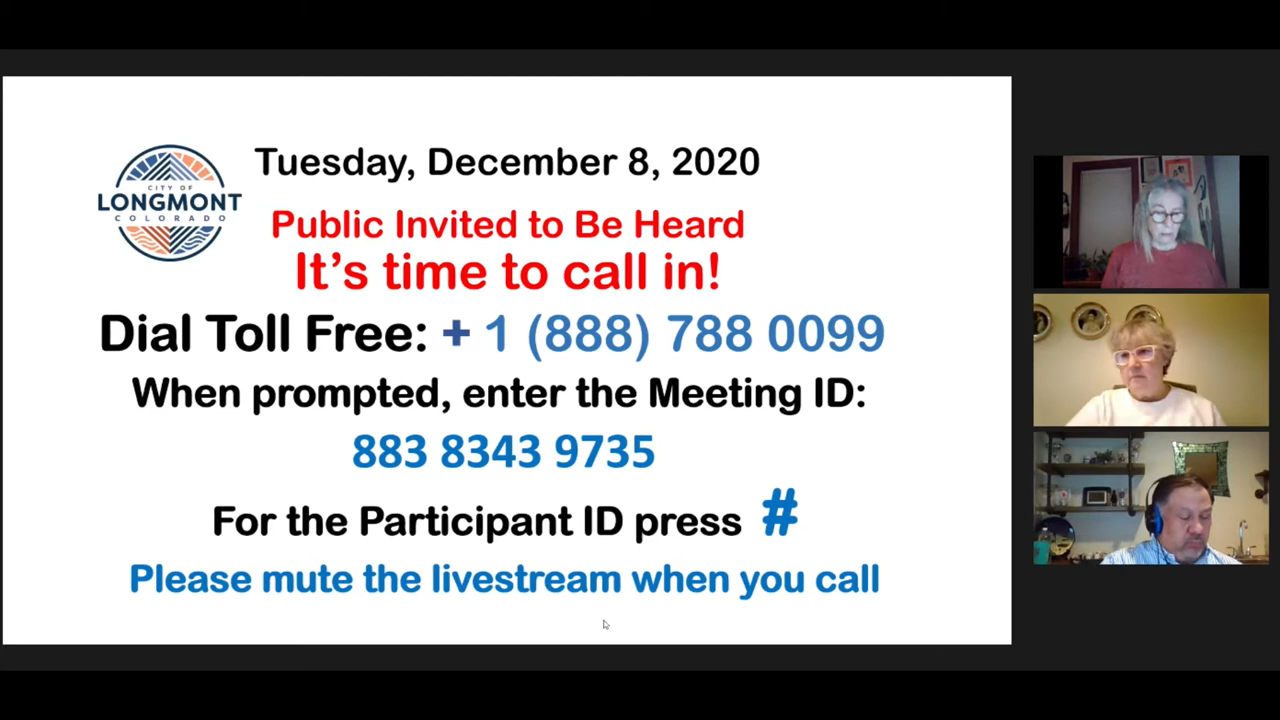 CITY OF
LONGMONT
COLORADO
Tuesday, December 8, 2020
Public Invited to Be Heard
It's time to call in!
Dial Toll Free: + 1 (888) 788 0099
When prompted, enter the Meeting ID:
883 8343 9735
For the Participant ID press #
Please mute the livestream when you call